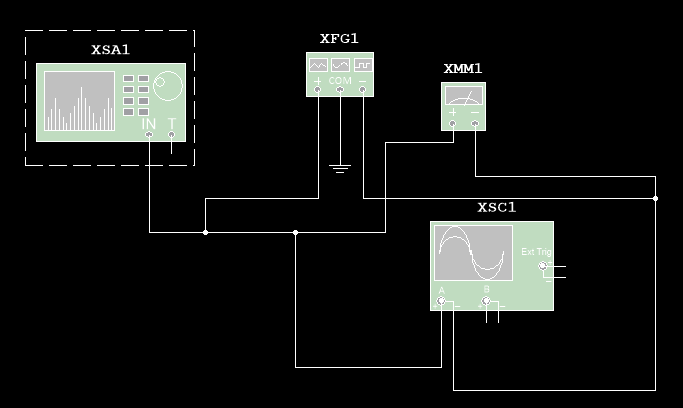 XSA1
IN T
XFG1
+ COM −
XMM1
+ −
XSC1
Ext Trig
+
−
A B
+ − + −